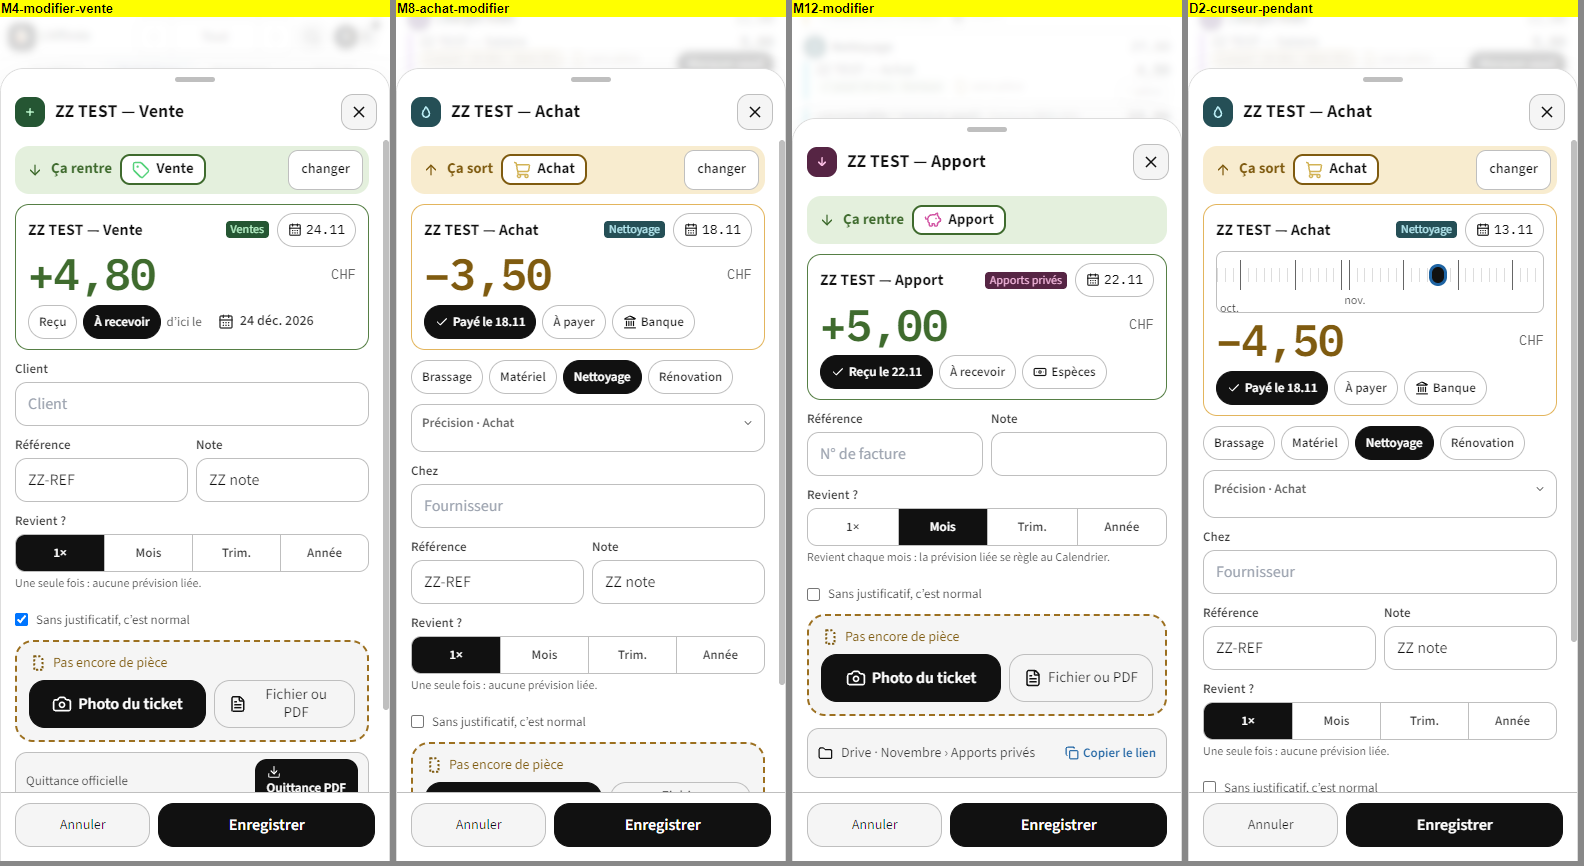 M4-modifier-vente
ZZ TEST — Vente
Ça rentre
Vente
changer
ZZ TEST — Vente
Ventes
24.11
+4,80
CHF
Reçu
À recevoir
d’ici le
24 déc. 2026
Client
Client
Référence
Note
ZZ-REF
ZZ note
Revient ?
1×
Mois
Trim.
Année
Une seule fois : aucune prévision liée.
Sans justificatif, c’est normal
Pas encore de pièce
Photo du ticket
Fichier ou
PDF
Quittance officielle
Quittance PDF
Annuler
Enregistrer
M8-achat-modifier
ZZ TEST — Achat
Ça sort
Achat
changer
ZZ TEST — Achat
Nettoyage
18.11
−3,50
CHF
Payé le 18.11
À payer
Banque
Brassage
Matériel
Nettoyage
Rénovation
Précision · Achat
Chez
Fournisseur
Référence
Note
ZZ-REF
ZZ note
Revient ?
1×
Mois
Trim.
Année
Une seule fois : aucune prévision liée.
Sans justificatif, c’est normal
Pas encore de pièce
Annuler
Enregistrer
M12-modifier
ZZ TEST — Apport
Ça rentre
Apport
ZZ TEST — Apport
Apports privés
22.11
+5,00
CHF
Reçu le 22.11
À recevoir
Espèces
Référence
Note
N° de facture
Revient ?
1×
Mois
Trim.
Année
Revient chaque mois : la prévision liée se règle au Calendrier.
Sans justificatif, c’est normal
Pas encore de pièce
Photo du ticket
Fichier ou PDF
Drive · Novembre › Apports privés
Copier le lien
Annuler
Enregistrer
D2-curseur-pendant
ZZ TEST — Achat
Ça sort
Achat
changer
ZZ TEST — Achat
Nettoyage
13.11
oct.
nov.
−4,50
CHF
Payé le 18.11
À payer
Banque
Brassage
Matériel
Nettoyage
Rénovation
Précision · Achat
Chez
Fournisseur
Référence
Note
ZZ-REF
ZZ note
Revient ?
1×
Mois
Trim.
Année
Une seule fois : aucune prévision liée.
Sans justificatif, c’est normal
Annuler
Enregistrer